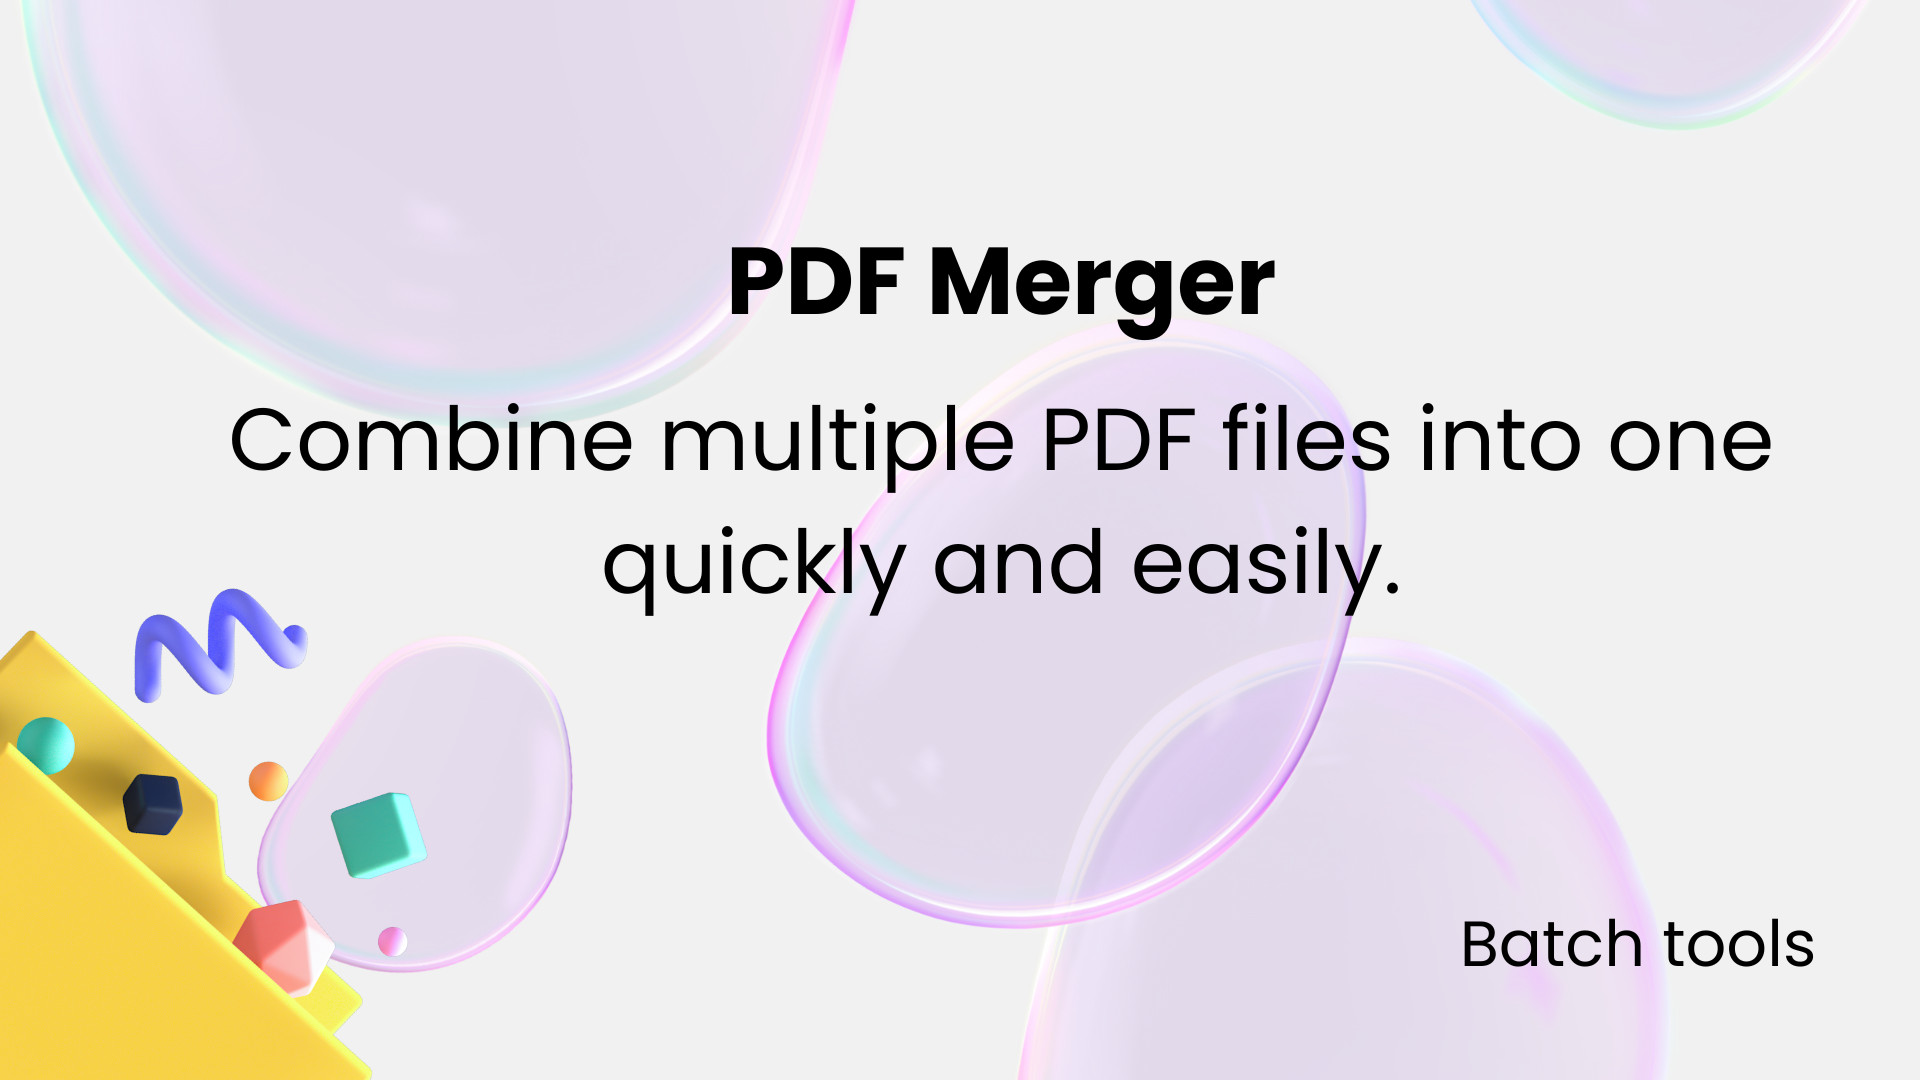 PDF Merger
Combine multiple PDF files into one
quickly and easily.
Batch tools